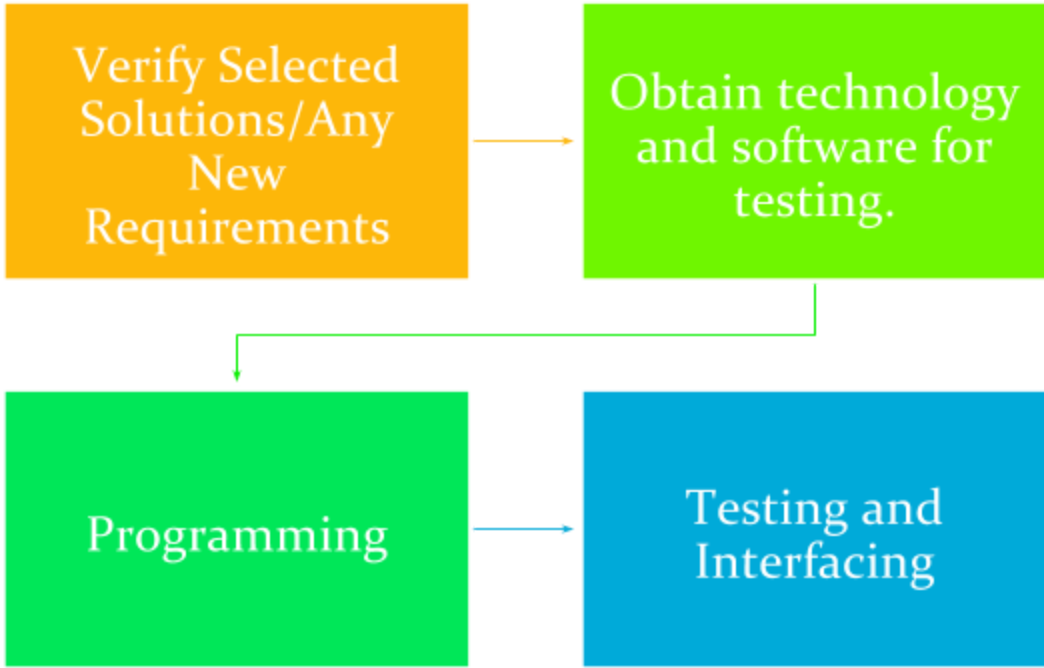 Verify Selected
Solutions/Any
New
Requirements
Obtain technology
and software for
testing.
Programming
Testing and
Interfacing